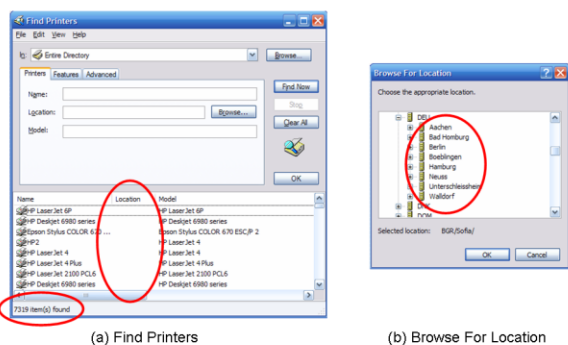 Find Printers
File Edit View Help
In: Entire Directory Browse...
Printers Features Advanced
Name:
Location: Browse...
Model:
Find Now
Stop
Clear All
OK
Name Location Model
HP LaserJet 6P HP LaserJet 6P
HP Deskjet 6980 series HP Deskjet 6980 series
Epson Stylus COLOR 670 ... Epson Stylus COLOR 670 ESC/P 2
HP2 HP LaserJet 4
HP LaserJet 4 HP LaserJet 4
HP LaserJet 4 Plus HP LaserJet 4 Plus
HP LaserJet 2100 PCL6 HP LaserJet 2100 PCL6
HP Deskjet 6980 series HP Deskjet 6980 series
7319 item(s) found
(a) Find Printers
Browse For Location
Choose the appropriate location.
DEU
Aachen
Bad Homburg
Berlin
Boeblingen
Hamburg
Neuss
Unterschleissheim
Walldorf
DNK
DOM
Selected location: BGR/Sofia/
OK Cancel
(b) Browse For Location